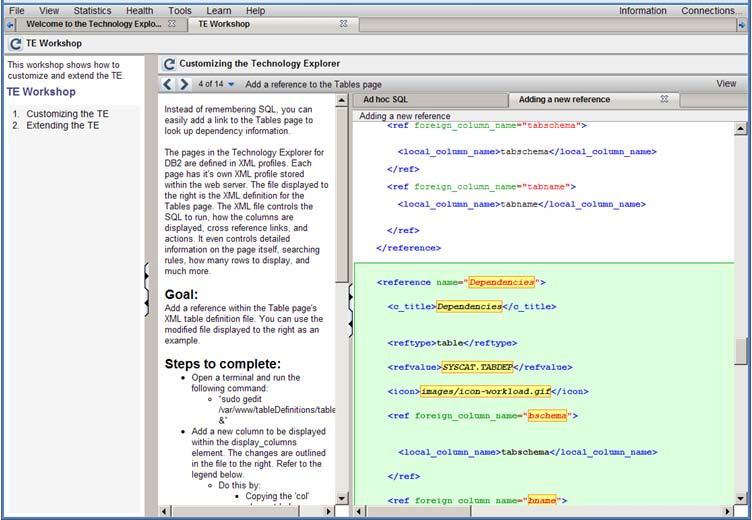 File View Statistics Health Tools Learn Help Information Connections...
Welcome to the Technology Explo... TE Workshop
TE Workshop
This workshop shows how to
customize and extend the TE.
TE Workshop
1. Customizing the TE
2. Extending the TE
Customizing the Technology Explorer
4 of 14 Add a reference to the Tables page View
Instead of remembering SQL, you can
easily add a link to the Tables page to
look up dependency information.
The pages in the Technology Explorer for
DB2 are defined in XML profiles. Each
page has it's own XML profile stored
within the web server. The file displayed to
the right is the XML definition for the
Tables page. The XML file controls the
SQL to run, how the columns are
displayed, cross reference links, and
actions. It even controls detailed
information on the page itself, searching
rules, how many rows to display, and
much more.
Goal:
Add a reference within the Table page's
XML table definition file. You can use the
modified file displayed to the right as an
example.
Steps to complete:
• Open a terminal and run the
following command:
"sudo gedit
/var/www/tableDefinitions/table
&"
• Add a new column to be displayed
within the display_columns
element. The changes are outlined
in the file to the right. Refer to the
legend below.
Do this by:
Copying the 'col'
Ad hoc SQL Adding a new reference
Adding a new reference
<ref foreign_column_name="tabschema">
<local_column_name>tabschema</local_column_name>
</ref>
<ref foreign_column_name="tabname">
<local_column_name>tabname</local_column_name>
</ref>
</reference>
<reference name="Dependencies">
<c_title>Dependencies</c_title>
<reftype>table</reftype>
<refvalue>SYSCAT.TABDEP</refvalue>
<icon>images/icon-workload.gif</icon>
<ref foreign_column_name="bschema">
<local_column_name>tabschema</local_column_name>
</ref>
<ref foreign_column_name="bname">